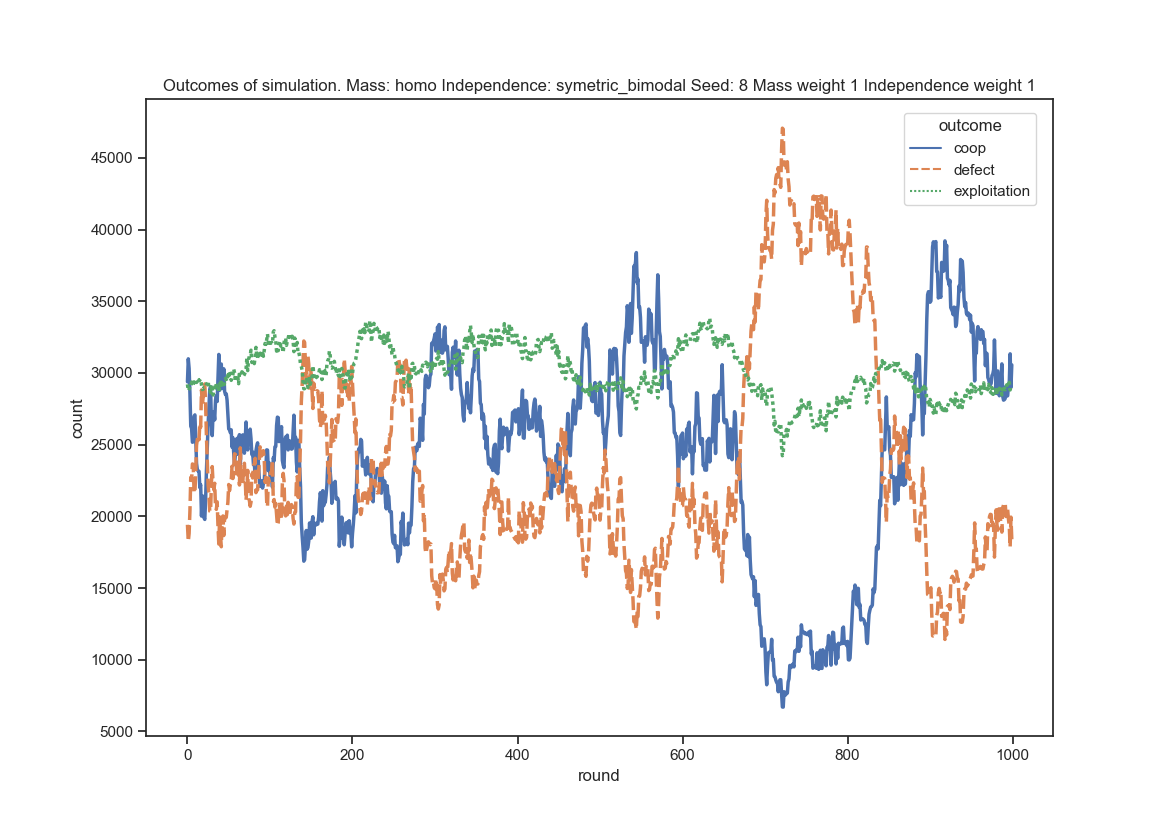 Outcomes of simulation. Mass: homo Independence: symetric_bimodal Seed: 8 Mass weight 1 Independence weight 1
outcome
coop
defect
exploitation
45000
40000
35000
30000
25000
20000
15000
10000
5000
count
0 200 400 600 800 1000
round